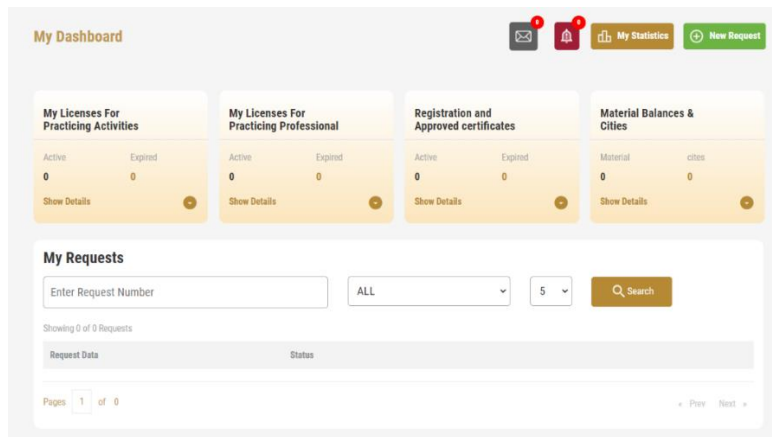 My Dashboard
0
0
My Statistics
New Request
My Licenses For
Practicing Activities
Active Expired
0 0
Show Details
My Licenses For
Practicing Professional
Active Expired
0 0
Show Details
Registration and
Approved certificates
Active Expired
0 0
Show Details
Material Balances &
Cities
Material cites
0 0
Show Details
My Requests
Enter Request Number
ALL
5
Search
Showing 0 of 0 Requests
Request Data Status
Pages 1 of 0
« Prev Next »